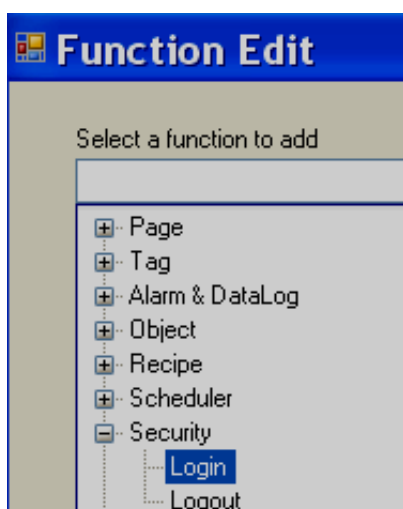 Function Edit
Select a function to add
Page
Tag
Alarm & DataLog
Object
Recipe
Scheduler
Security
Login
Logout